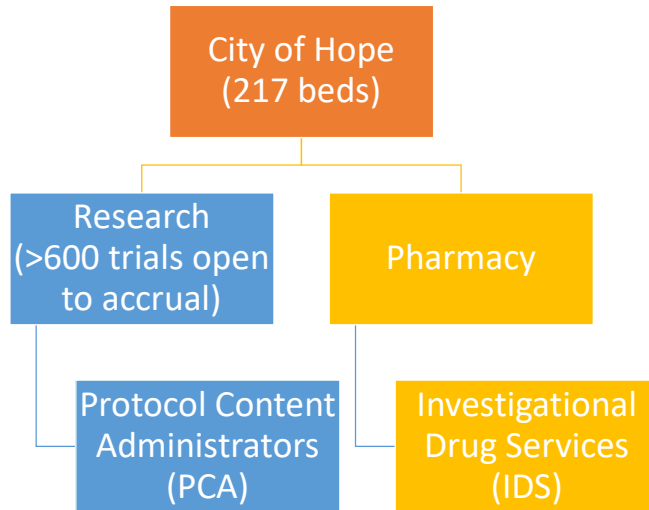 City of Hope
(217 beds)
Research
(>600 trials open
to accrual)
Pharmacy
Protocol Content
Administrators
(PCA)
Investigational
Drug Services
(IDS)